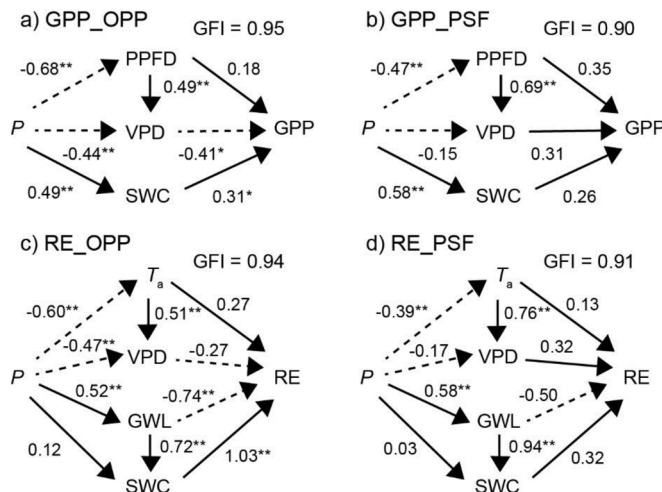 a) GPP_OPP
GFI = 0.95
PPFD
-0.68**
0.18
0.49**
P
VPD
GPP
-0.44**
-0.41*
0.49**
0.31*
SWC
b) GPP_PSF
GFI = 0.90
PPFD
-0.47**
0.35
0.69**
P
VPD
GPP
-0.15
0.31
0.58**
0.26
SWC
c) RE_OPP
GFI = 0.94
Ta
-0.60**
0.27
0.51**
-0.47**
VPD
-0.27
P
RE
0.52**
-0.74**
GWL
0.12
0.72**
1.03**
SWC
d) RE_PSF
GFI = 0.91
Ta
-0.39**
0.13
0.76**
-0.17
VPD
0.32
P
RE
0.58**
-0.50
GWL
0.03
0.94**
0.32
SWC